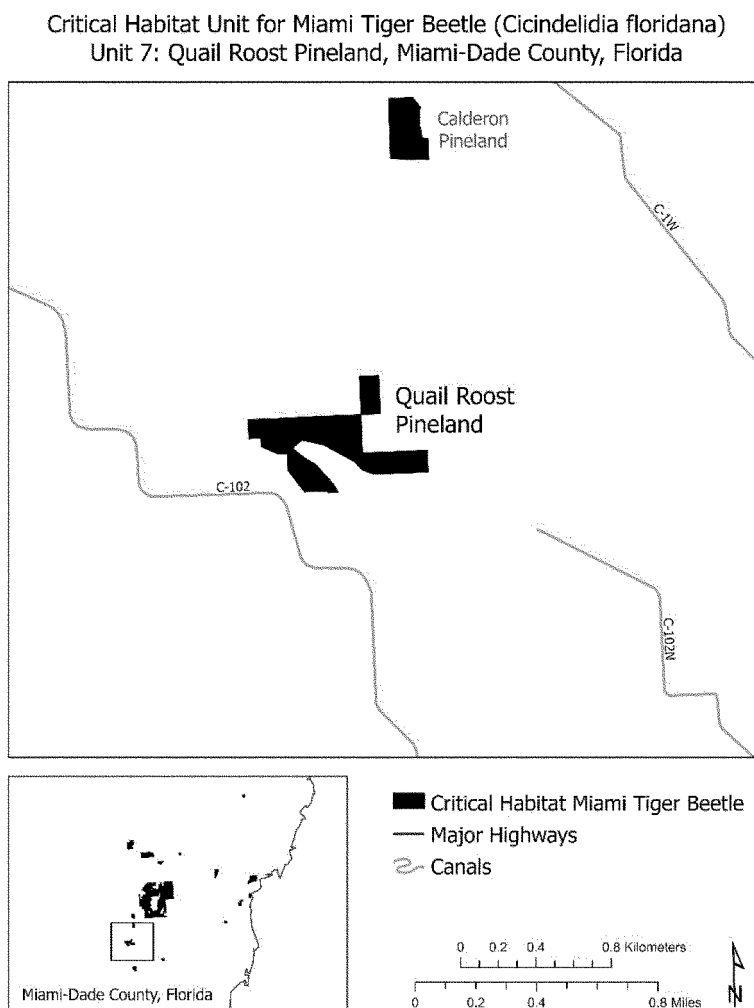 Critical Habitat Unit for Miami Tiger Beetle (Cicindelidia floridana)
Unit 7: Quail Roost Pineland, Miami-Dade County, Florida
Calderon
Pineland
C-1W
Quail Roost
Pineland
C-102
C-102N
Miami-Dade County, Florida
Critical Habitat Miami Tiger Beetle
Major Highways
Canals
0 0.2 0.4 0.8 Kilometers
0 0.2 0.4 0.8 Miles
N